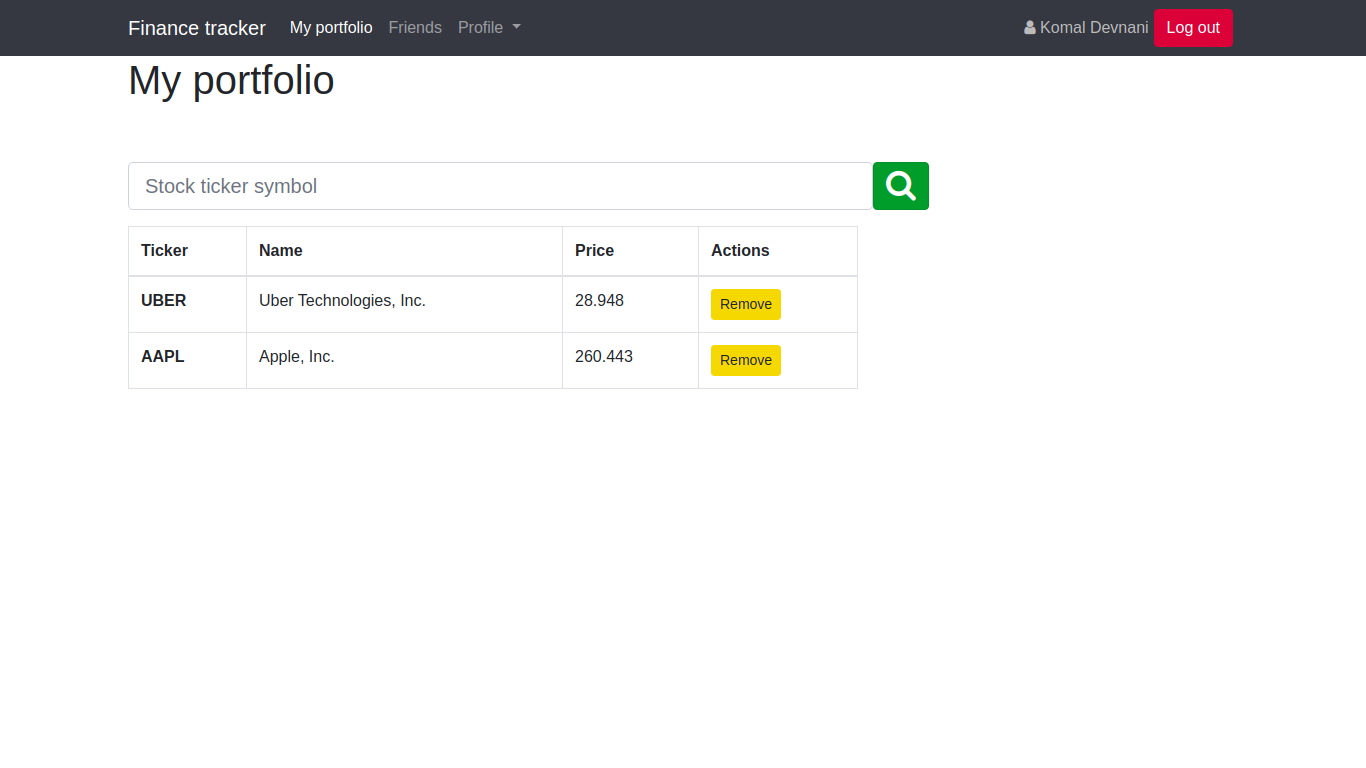 Finance tracker My portfolio Friends Profile Komal Devnani Log out
My portfolio
Stock ticker symbol
Ticker Name Price Actions
UBER Uber Technologies, Inc. 28.948 Remove
AAPL Apple, Inc. 260.443 Remove